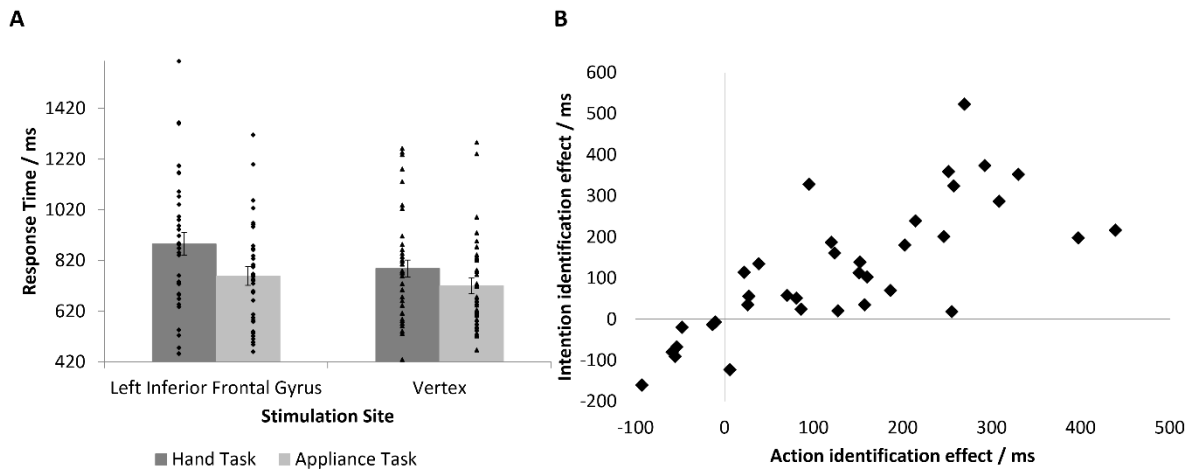 A
Response Time / ms
1420
1220
1020
820
620
420
Left Inferior Frontal Gyrus
Vertex
Stimulation Site
Hand Task
Appliance Task
B
Intention identification effect / ms
600
500
400
300
200
100
0
-100
-200
-100
0
100
200
300
400
500
Action identification effect / ms